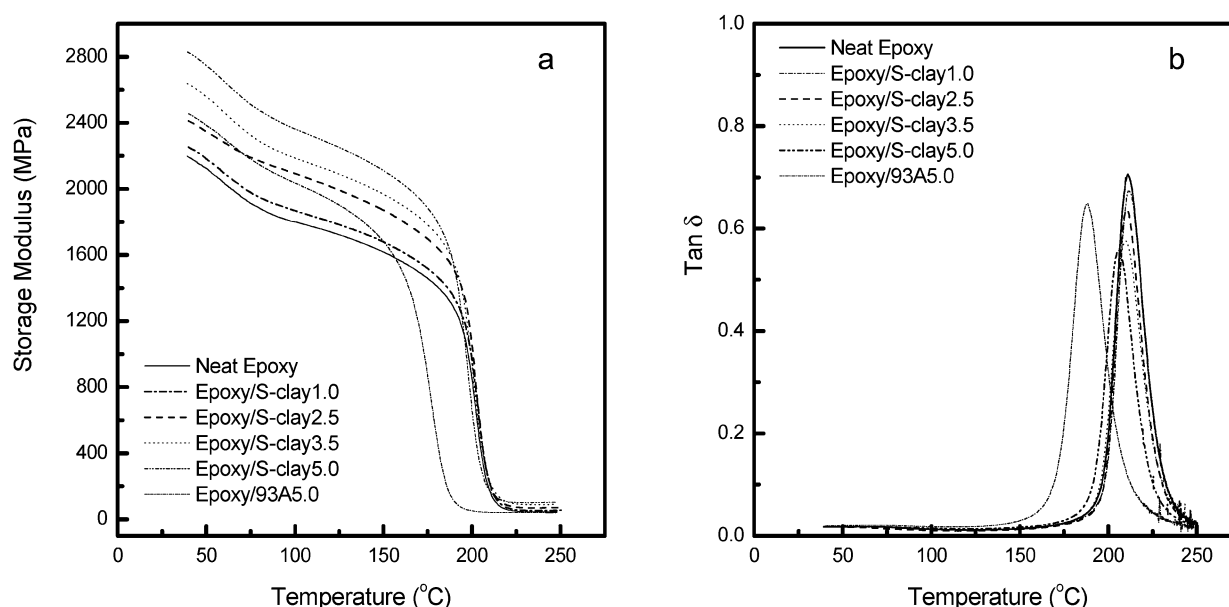 a
2800
2400
2000
1600
1200
800
400
0
Storage Modulus (MPa)
Neat Epoxy
Epoxy/S-clay1.0
Epoxy/S-clay2.5
Epoxy/S-clay3.5
Epoxy/S-clay5.0
Epoxy/93A5.0
0 50 100 150 200 250
Temperature (°C)
b
1.0
0.8
0.6
0.4
0.2
0.0
Tan δ
Neat Epoxy
Epoxy/S-clay1.0
Epoxy/S-clay2.5
Epoxy/S-clay3.5
Epoxy/S-clay5.0
Epoxy/93A5.0
0 50 100 150 200 250
Temperature (°C)